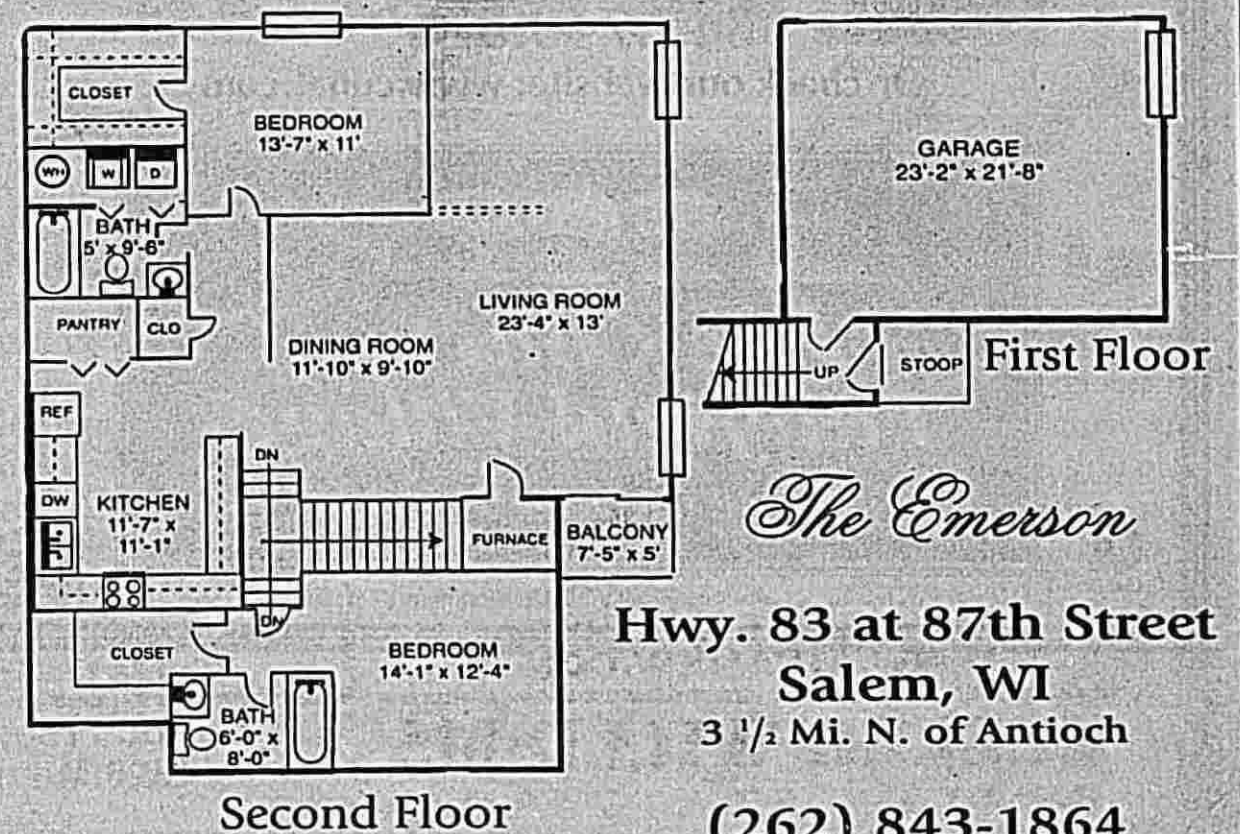 CLOSET
BEDROOM
13'-7" x 11'
WH
W
D
BATH
5' x 9'-6"
PANTRY
CLO
LIVING ROOM
23'-4" x 13'
DINING ROOM
11'-10" x 9'-10"
REF
DW
KITCHEN
11'-7" x
11'-1"
DN
FURNACE
BALCONY
7'-5" x 5'
DN
CLOSET
BEDROOM
14'-1" x 12'-4"
BATH
6'-0" x
8'-0"
Second Floor
GARAGE
23'-2" x 21'-8"
UP
STOOP
First Floor
The Emerson
Hwy. 83 at 87th Street
Salem, WI
3 1/2 Mi. N. of Antioch
(262) 843-1864